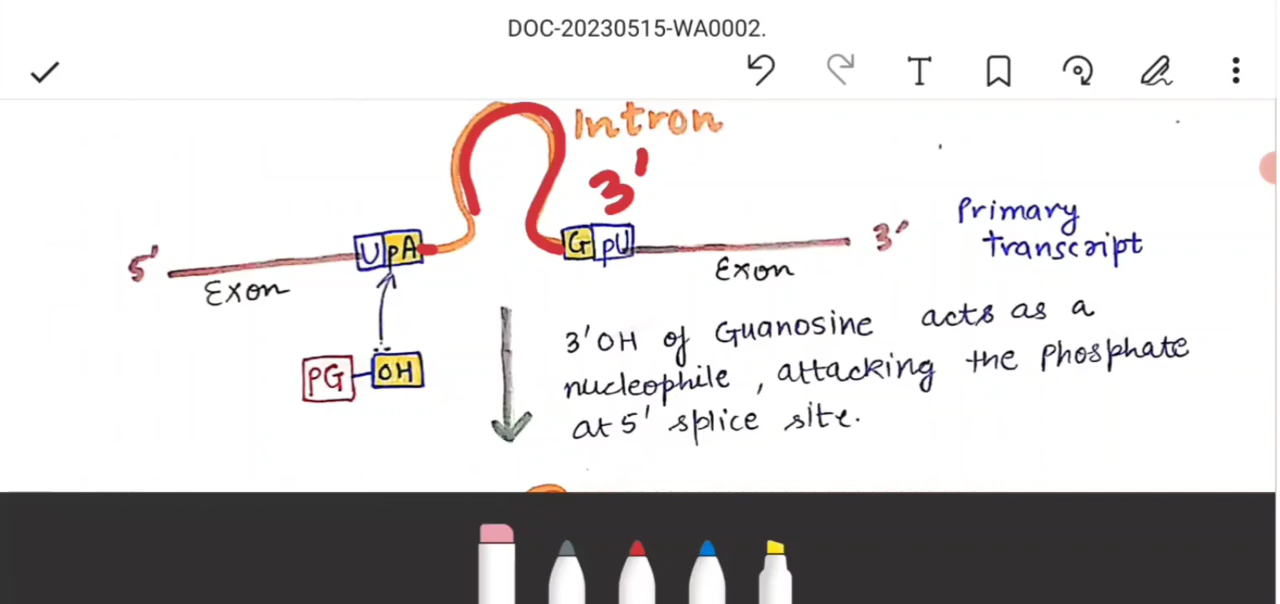 DOC-20230515-WA0002.
T
Intron
3'
Primary
transcript
5'
UpA
G pU
3'
Exon
Exon
PG OH
3'OH of Guanosine acts as a
nucleophile, attacking the phosphate
at 5' splice site.